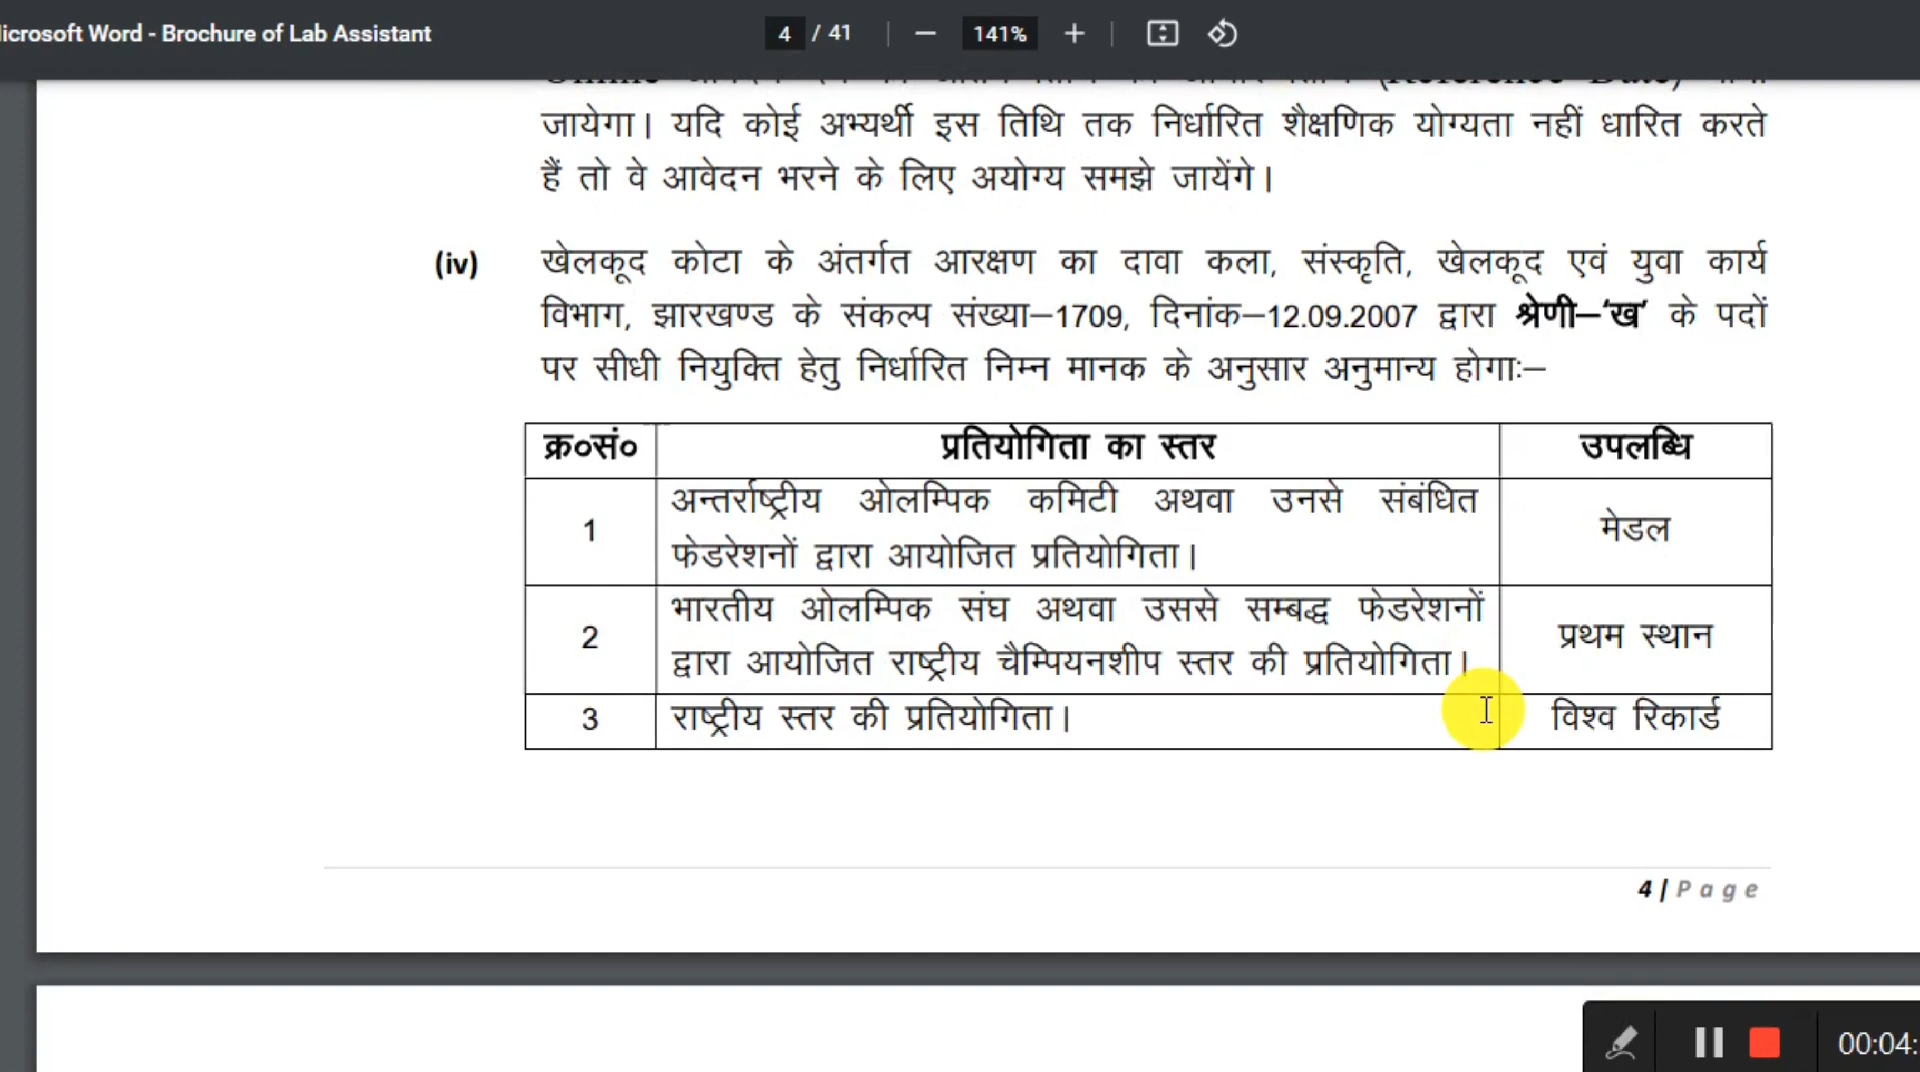 icrosoft Word - Brochure of Lab Assistant
4 / 41
141%
जायेगा। यदि कोई अभ्यर्थी इस तिथि तक निर्धारित शैक्षणिक योग्यता नहीं धारित करते
हैं तो वे आवेदन भरने के लिए अयोग्य समझे जायेंगे।
(iv) खेलकूद कोटा के अंतर्गत आरक्षण का दावा कला, संस्कृति, खेलकूद एवं युवा कार्य
विभाग, झारखण्ड के संकल्प संख्या–1709, दिनांक–12.09.2007 द्वारा श्रेणी–‘ख’ के पदों
पर सीधी नियुक्ति हेतु निर्धारित निम्न मानक के अनुसार अनुमान्य होगाः–
क्र०सं० प्रतियोगिता का स्तर उपलब्धि
1 अन्तर्राष्ट्रीय ओलम्पिक कमिटी अथवा उनसे संबंधित
फेडरेशनों द्वारा आयोजित प्रतियोगिता। मेडल
2 भारतीय ओलम्पिक संघ अथवा उससे सम्बद्ध फेडरेशनों
द्वारा आयोजित राष्ट्रीय चैम्पियनशीप स्तर की प्रतियोगिता। प्रथम स्थान
3 राष्ट्रीय स्तर की प्रतियोगिता। विश्व रिकार्ड
4 | Page
00:04: